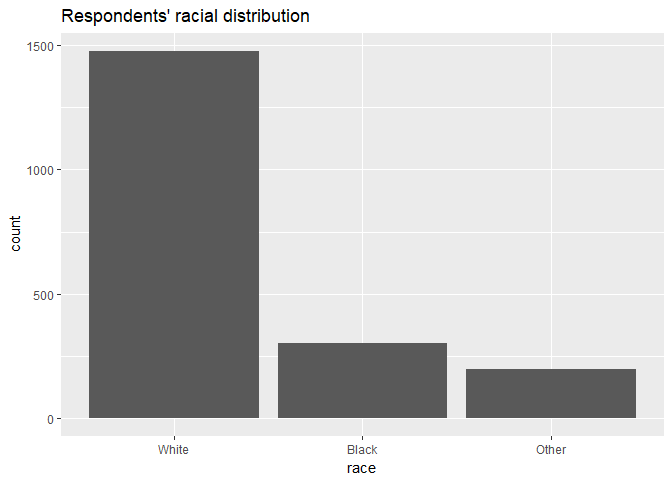 Respondents' racial distribution
1500
1000
500
0
count
White
Black
Other
race